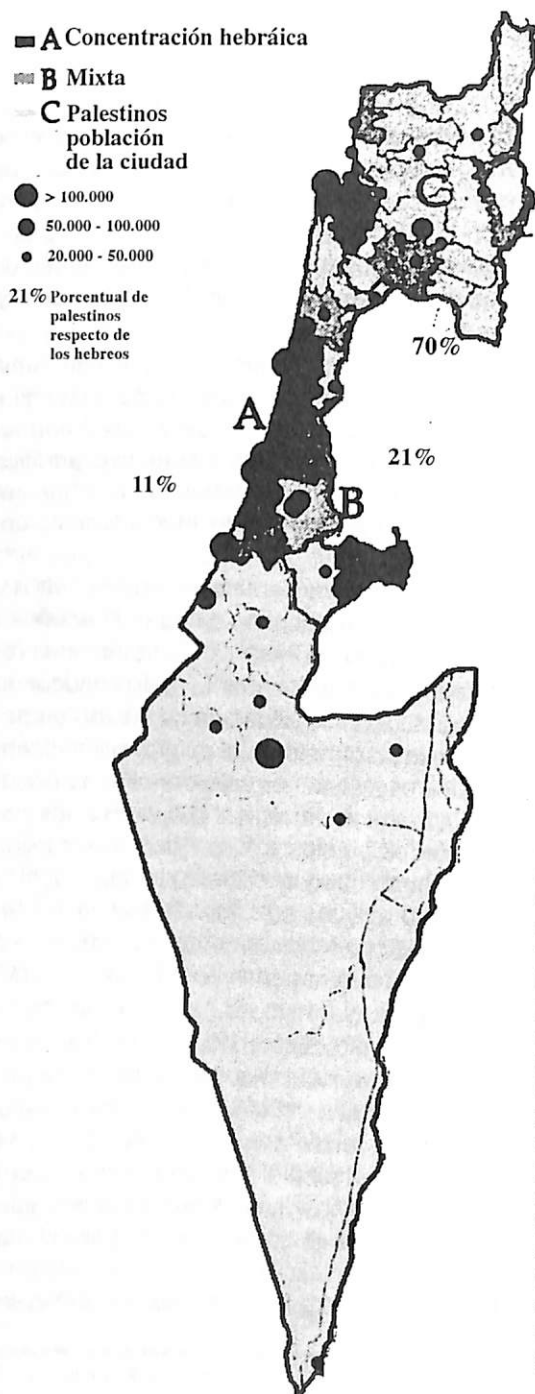 A Concentración hebráica
B Mixta
C Palestinos
población
de la ciudad
> 100.000
50.000 - 100.000
20.000 - 50.000
21% Porcentual de
palestinos
respecto de
los hebreos
C
70%
A
21%
11%
B